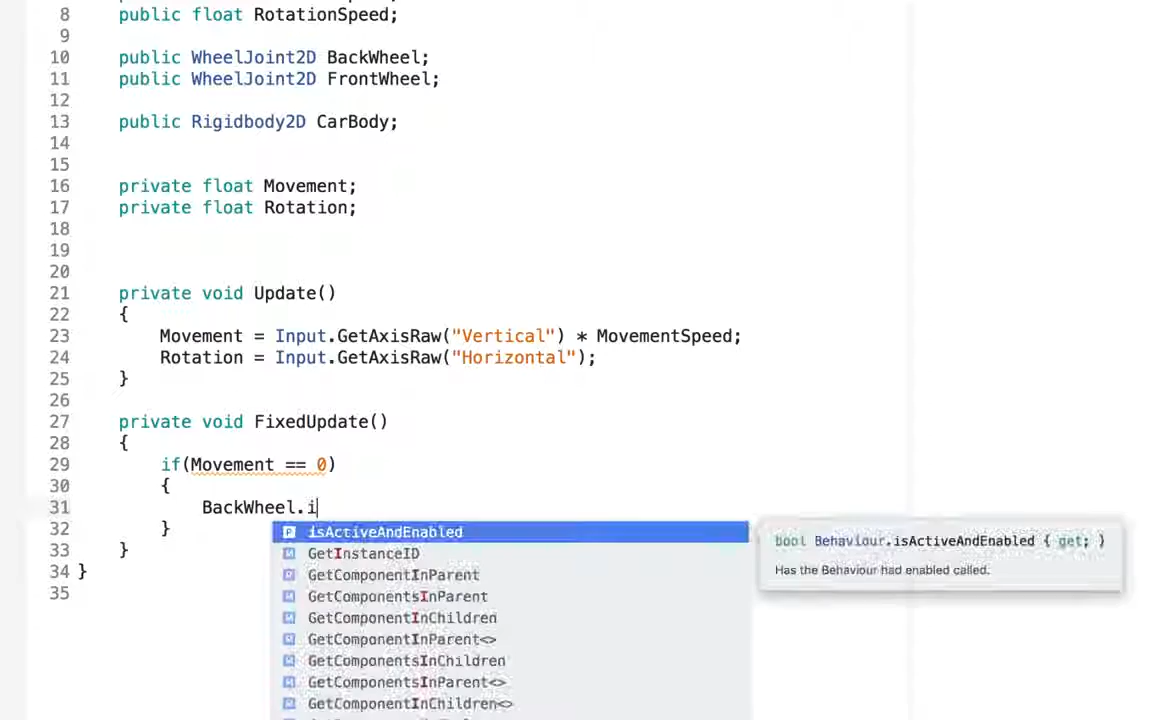 8 public float RotationSpeed;
9
10 public WheelJoint2D BackWheel;
11 public WheelJoint2D FrontWheel;
12
13 public Rigidbody2D CarBody;
14
15
16 private float Movement;
17 private float Rotation;
18
19
20
21 private void Update()
22 {
23 Movement = Input.GetAxisRaw("Vertical") * MovementSpeed;
24 Rotation = Input.GetAxisRaw("Horizontal");
25 }
26
27 private void FixedUpdate()
28 {
29 if(Movement == 0)
30 {
31 BackWheel.i
32 }
33 }
34 }
35
P isActiveAndEnabled
M GetInstanceID
M GetComponentInParent
M GetComponentsInParent
M GetComponentInChildren
M GetComponentInParent<>
M GetComponentsInChildren
M GetComponentsInParent<>
M GetComponentInChildren<>
bool Behaviour.isActiveAndEnabled { get; }
Has the Behaviour had enabled called.